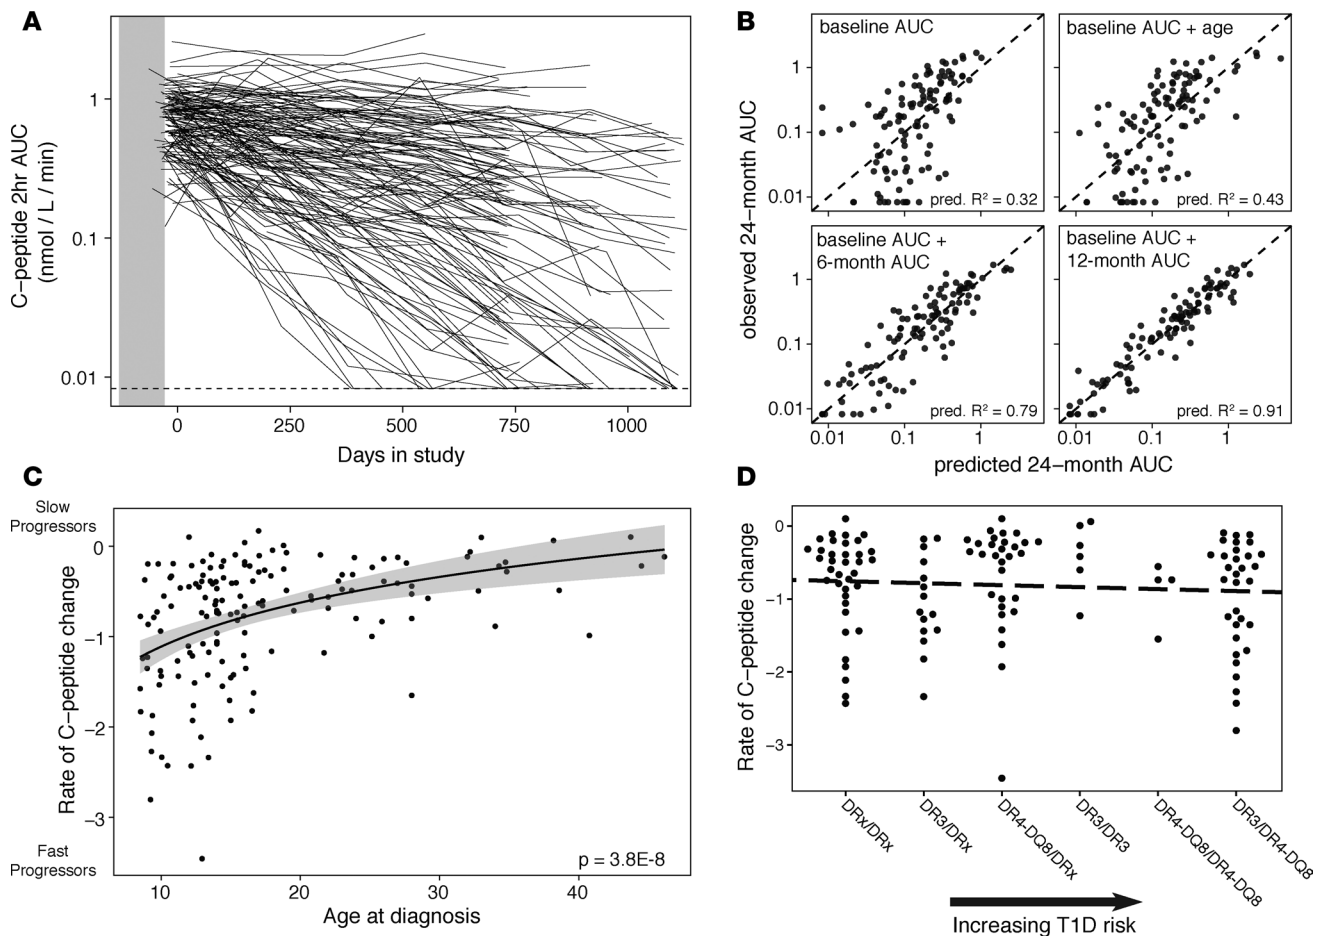 A
C−peptide 2hr AUC
(nmol / L / min)
1
0.1
0.01
0
250
500
750
1000
Days in study
B
observed 24−month AUC
baseline AUC
pred. R² = 0.32
baseline AUC + age
pred. R² = 0.43
1
0.1
0.01
baseline AUC +
6-month AUC
pred. R² = 0.79
baseline AUC +
12-month AUC
pred. R² = 0.91
1
0.1
0.01
0.01
0.1
1
0.01
0.1
1
predicted 24−month AUC
C
Slow
Progressors
Rate of C−peptide change
0
−1
−2
−3
Fast
Progressors
p = 3.8E-8
10
20
30
40
Age at diagnosis
D
Rate of C−peptide change
0
−1
−2
−3
DRx/DRx
DR3/DRx
DR4-DQ8/DRx
DR3/DR3
DR4-DQ8/DR4-DQ8
DR3/DR4-DQ8
Increasing T1D risk